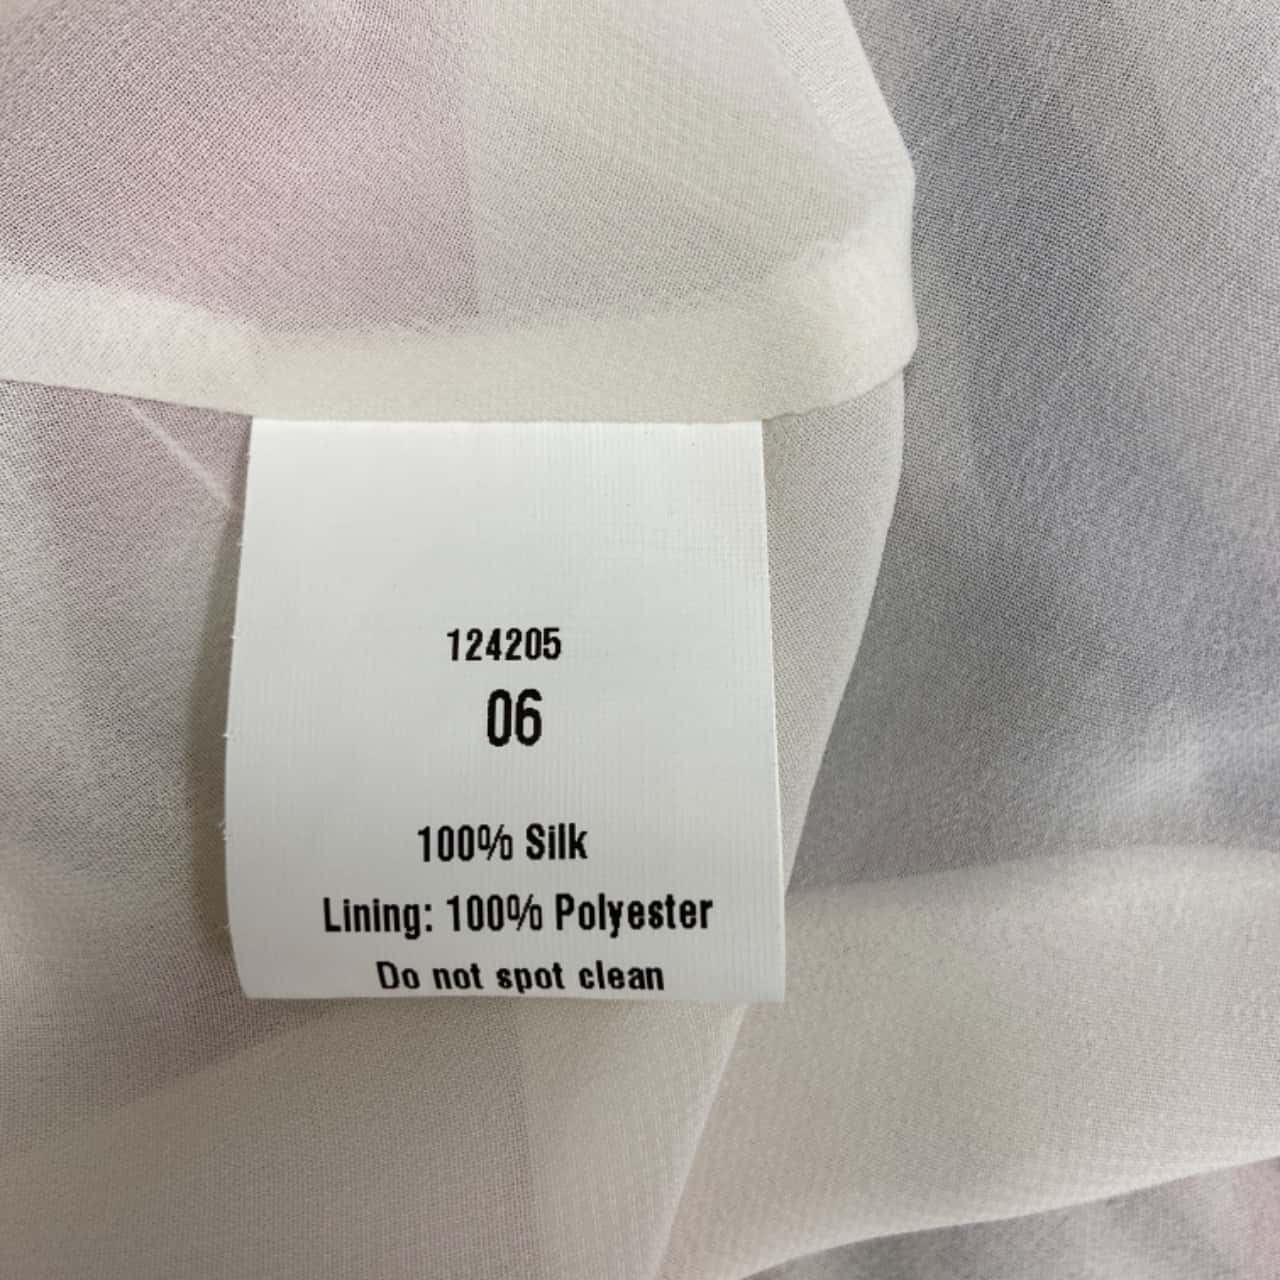 124205
06
100% Silk
Lining: 100% Polyester
Do not spot clean